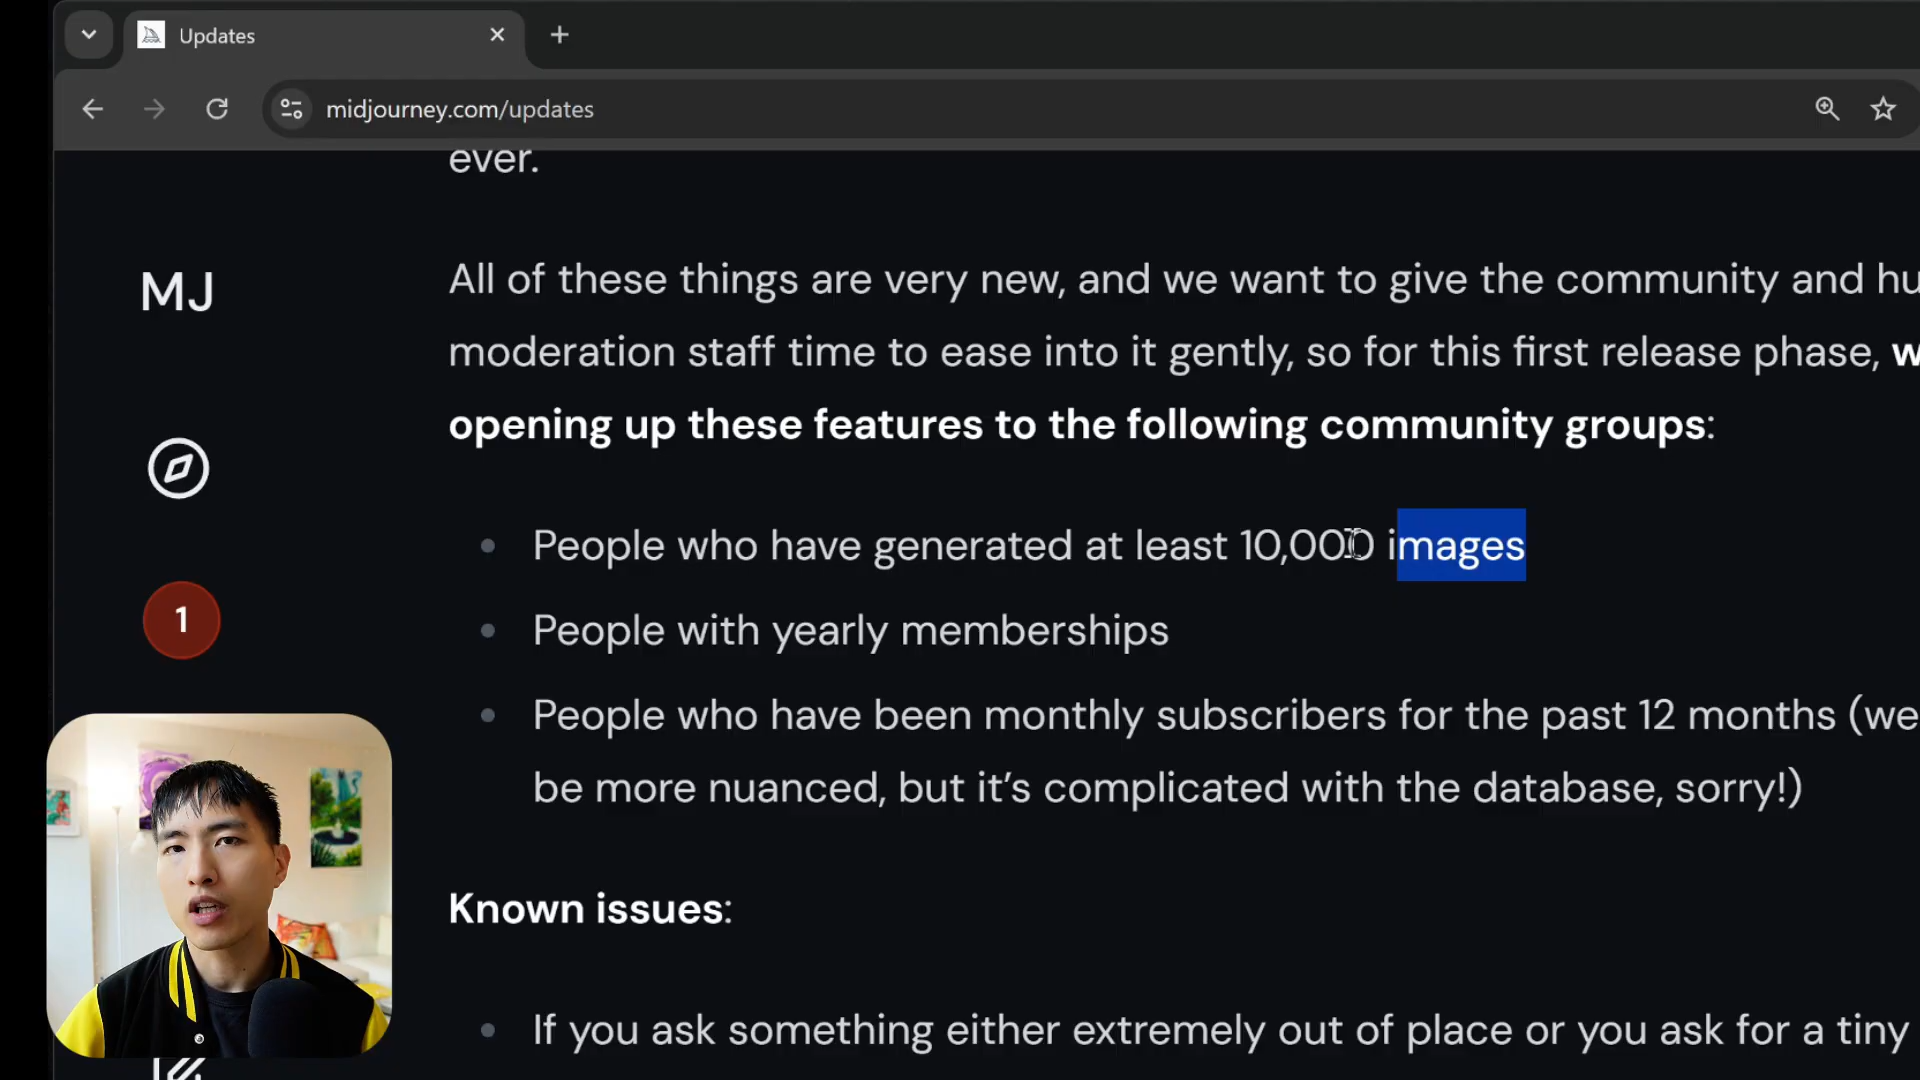 Updates
midjourney.com/updates
ever.
MJ
All of these things are very new, and we want to give the community and hu
moderation staff time to ease into it gently, so for this first release phase, w
opening up these features to the following community groups:
People who have generated at least 10,000 images
1
People with yearly memberships
People who have been monthly subscribers for the past 12 months (we
be more nuanced, but it’s complicated with the database, sorry!)
Known issues:
If you ask something either extremely out of place or you ask for a tiny